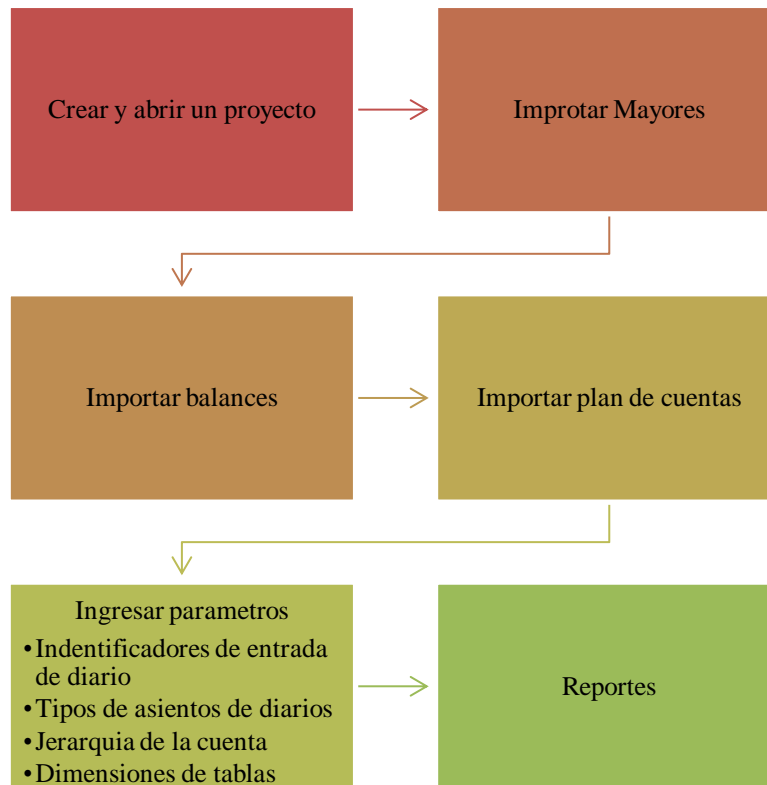 Crear y abrir un proyecto
Improtar Mayores
Importar balances
Importar plan de cuentas
Ingresar parametros
• Indentificadores de entrada
de diario
• Tipos de asientos de diarios
• Jerarquia de la cuenta
• Dimensiones de tablas
Reportes